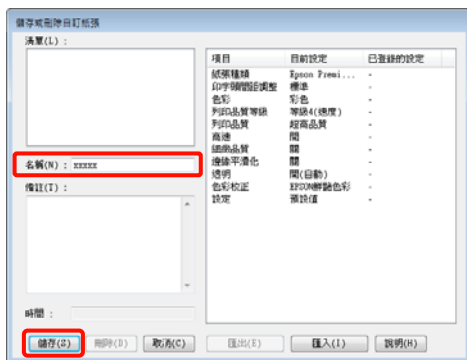 儲存或刪除自訂紙張
清單(L)：
項目 目前設定 已登錄的設定
紙張種類 Epson Premi... -
印字頭間距調整 標準 -
色彩 彩色 -
列印品質等級 等級4(速度) -
列印品質 超高品質 -
高速 開 -
細緻品質 關 -
邊緣平滑化 關 -
透明 開(自動) -
色彩校正 EPSON鮮豔色彩 -
設定 預設值 -
名稱(N)：xxxxx
備註(I)：
時間：
儲存(S) 刪除(D) 取消(C) 匯出(E) 匯入(I) 說明(H)